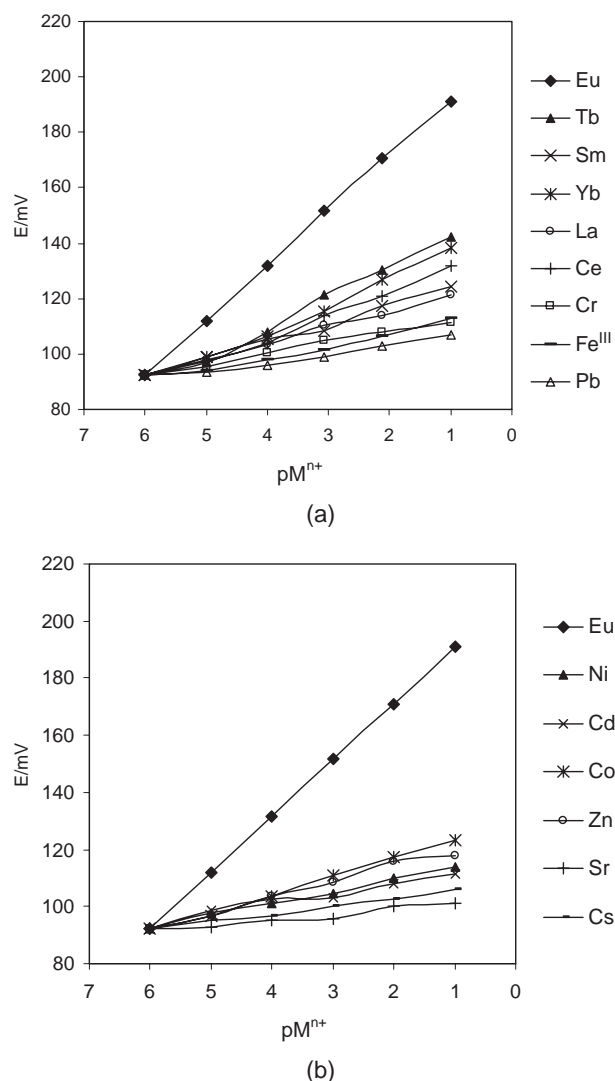 220
200
180
160
140
120
100
80
E/mV
7 6 5 4 3 2 1 0
pMⁿ⁺
Eu
Tb
Sm
Yb
La
Ce
Cr
Feᴵᴵᴵ
Pb
(a)
220
200
180
160
140
120
100
80
E/mV
7 6 5 4 3 2 1 0
pMⁿ⁺
Eu
Ni
Cd
Co
Zn
Sr
Cs
(b)